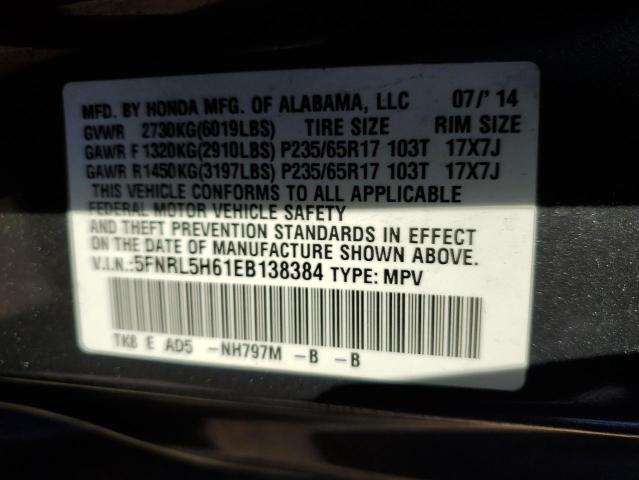 MFD. BY HONDA MFG. OF ALABAMA, LLC 07/' 14
GVWR 2730KG(6019LBS) TIRE SIZE RIM SIZE
GAWR F 1320KG(2910LBS) P235/65R17 103T 17X7J
GAWR R1450KG(3197LBS) P235/65R17 103T 17X7J
THIS VEHICLE CONFORMS TO ALL APPLICABLE
FEDERAL MOTOR VEHICLE SAFETY
AND THEFT PREVENTION STANDARDS IN EFFECT
ON THE DATE OF MANUFACTURE SHOWN ABOVE.
V.I.N.:5FNRL5H61EB138384 TYPE: MPV
TK8 E AD5 -NH797M -B -B